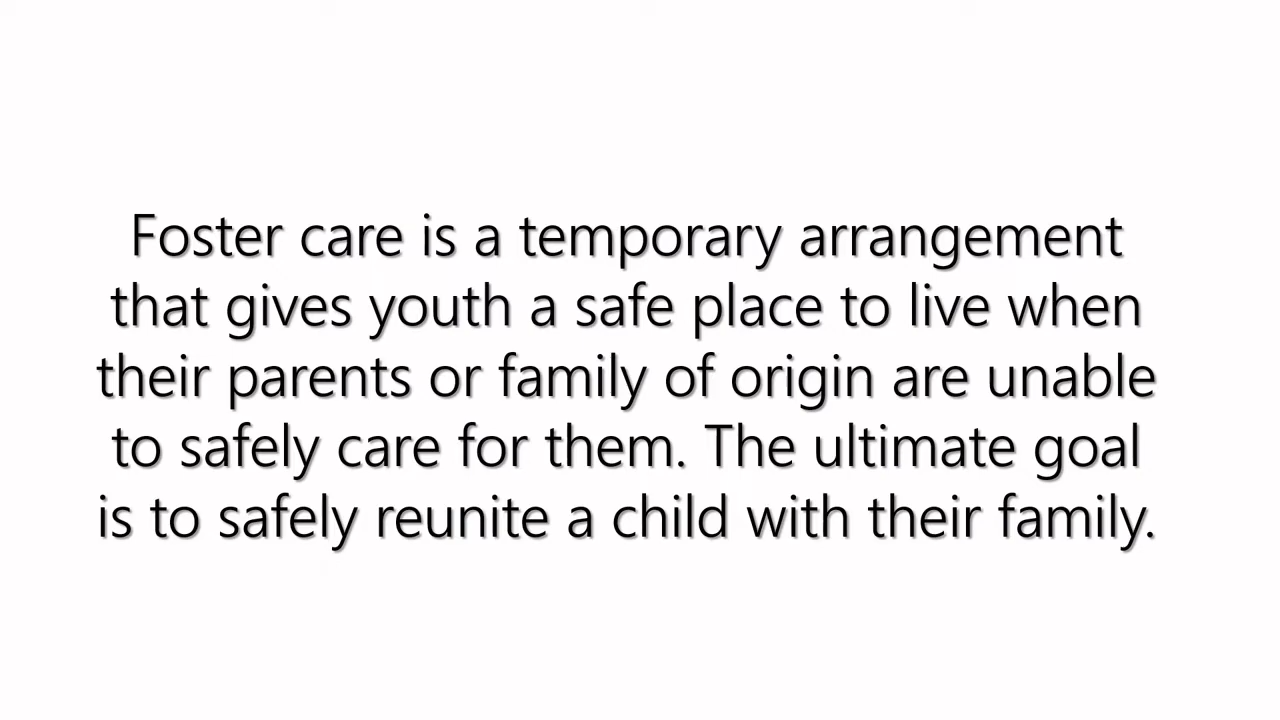 Foster care is a temporary arrangement
that gives youth a safe place to live when
their parents or family of origin are unable
to safely care for them. The ultimate goal
is to safely reunite a child with their family.